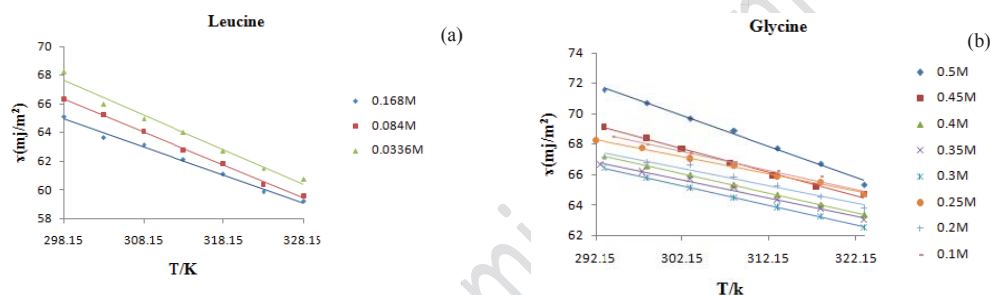 Leucine
(a)
70
68
66
64
62
60
58
ɤ(mj/m²)
298.15
308.15
318.15
328.15
T/K
0.168M
0.084M
0.0336M
Glycine
(b)
74
72
70
68
66
64
62
ɤ(mj/m²)
292.15
302.15
312.15
322.15
T/k
0.5M
0.45M
0.4M
0.35M
0.3M
0.25M
0.2M
0.1M